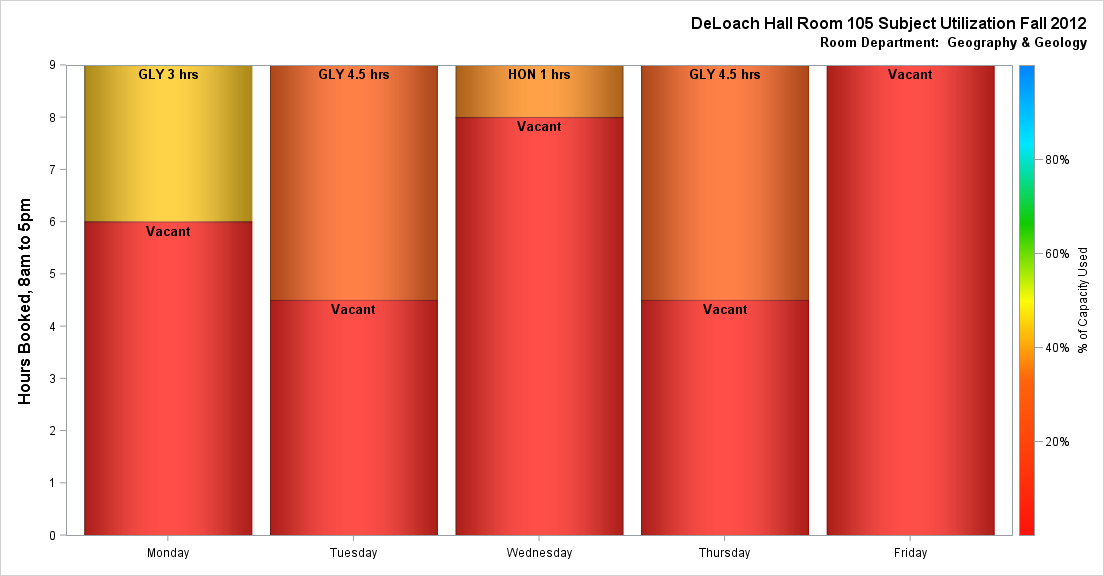 DeLoach Hall Room 105 Subject Utilization Fall 2012
Room Department:  Geography & Geology
Hours Booked, 8am to 5pm
9
8
7
6
5
4
3
2
1
0
GLY 3 hrs
Vacant
GLY 4.5 hrs
Vacant
HON 1 hrs
Vacant
GLY 4.5 hrs
Vacant
Vacant
Monday
Tuesday
Wednesday
Thursday
Friday
80%
60%
40%
20%
% of Capacity Used